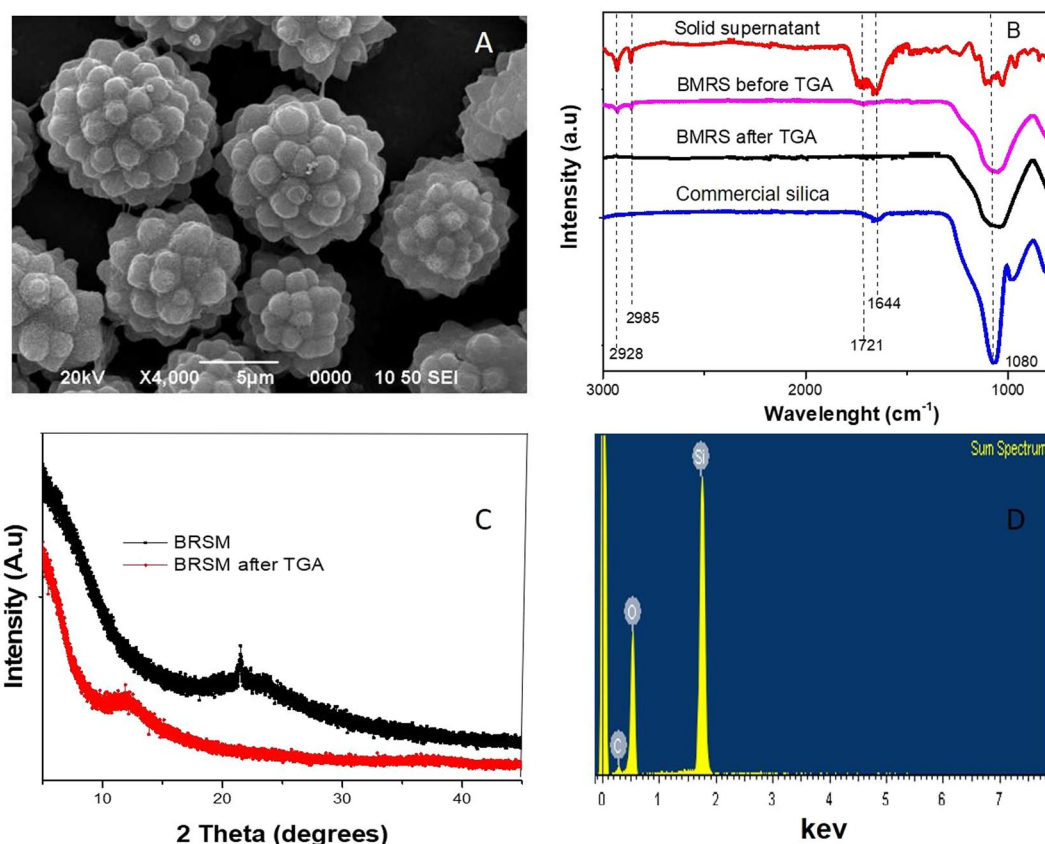 A
20kV X4,000 5µm 0000 10 50 SEI
B
Solid supernatant
BMRS before TGA
BMRS after TGA
Commercial silica
2985
2928
1644
1721
1080
Intensity (a.u)
3000 2000 1000
Wavelenght (cm⁻¹)
C
BRSM
BRSM after TGA
Intensity (A.u)
10 20 30 40
2 Theta (degrees)
Sum Spectrum
Si
D
O
C
0 1 2 3 4 5 6 7
kev